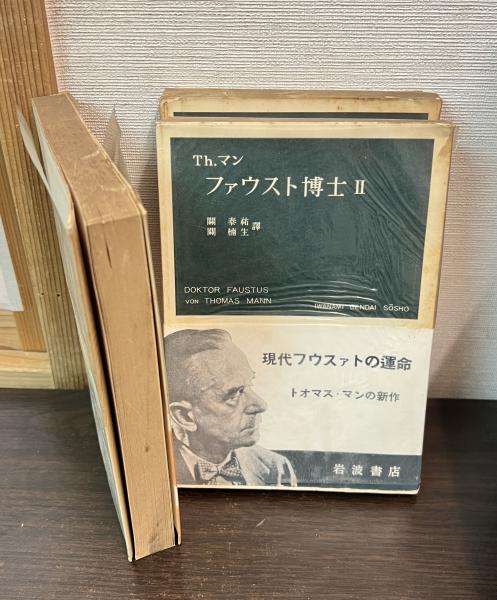 Th.マン
ファウスト博士 II
關 泰祐
關 楠生 譯
DOKTOR FAUSTUS
VON THOMAS MANN
IWANAMI GENDAI SŌSHO
現代フウスァトの運命
トオマス・マンの新作
岩波書店